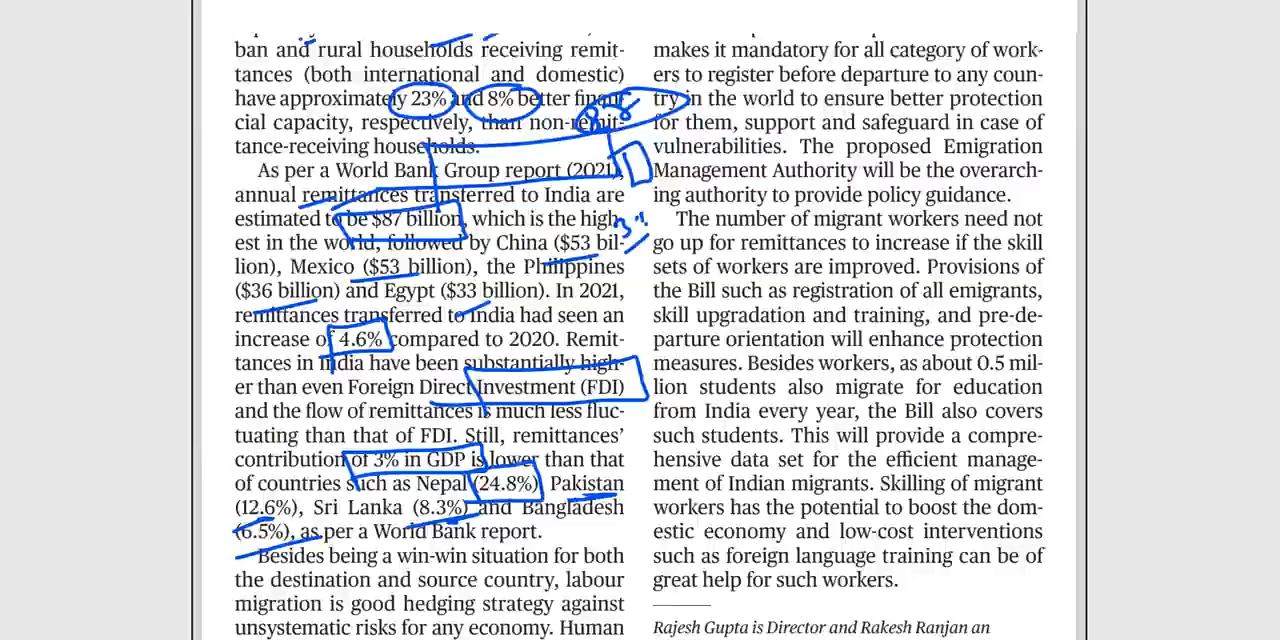 ban and rural households receiving remit-
tances (both international and domestic)
have approximately 23% and 8% better finan-
cial capacity, respectively, than non-remit-
tance-receiving households.
As per a World Bank Group report (2021),
annual remittances transferred to India are
estimated to be $87 billion, which is the high-
est in the world, followed by China ($53 bil-
lion), Mexico ($53 billion), the Philippines
($36 billion) and Egypt ($33 billion). In 2021,
remittances transferred to India had seen an
increase of 4.6% compared to 2020. Remit-
tances in India have been substantially high-
er than even Foreign Direct Investment (FDI)
and the flow of remittances is much less fluc-
tuating than that of FDI. Still, remittances’
contribution of 3% in GDP is lower than that
of countries such as Nepal (24.8%), Pakistan
(12.6%), Sri Lanka (8.3%) and Bangladesh
(6.5%), as per a World Bank report.
Besides being a win-win situation for both
the destination and source country, labour
migration is good hedging strategy against
unsystematic risks for any economy. Human
3%
makes it mandatory for all category of work-
ers to register before departure to any coun-
try in the world to ensure better protection
for them, support and safeguard in case of
vulnerabilities. The proposed Emigration
Management Authority will be the overarch-
ing authority to provide policy guidance.
The number of migrant workers need not
go up for remittances to increase if the skill
sets of workers are improved. Provisions of
the Bill such as registration of all emigrants,
skill upgradation and training, and pre-de-
parture orientation will enhance protection
measures. Besides workers, as about 0.5 mil-
lion students also migrate for education
from India every year, the Bill also covers
such students. This will provide a compre-
hensive data set for the efficient manage-
ment of Indian migrants. Skilling of migrant
workers has the potential to boost the dom-
estic economy and low-cost interventions
such as foreign language training can be of
great help for such workers.
Rajesh Gupta is Director and Rakesh Ranjan an